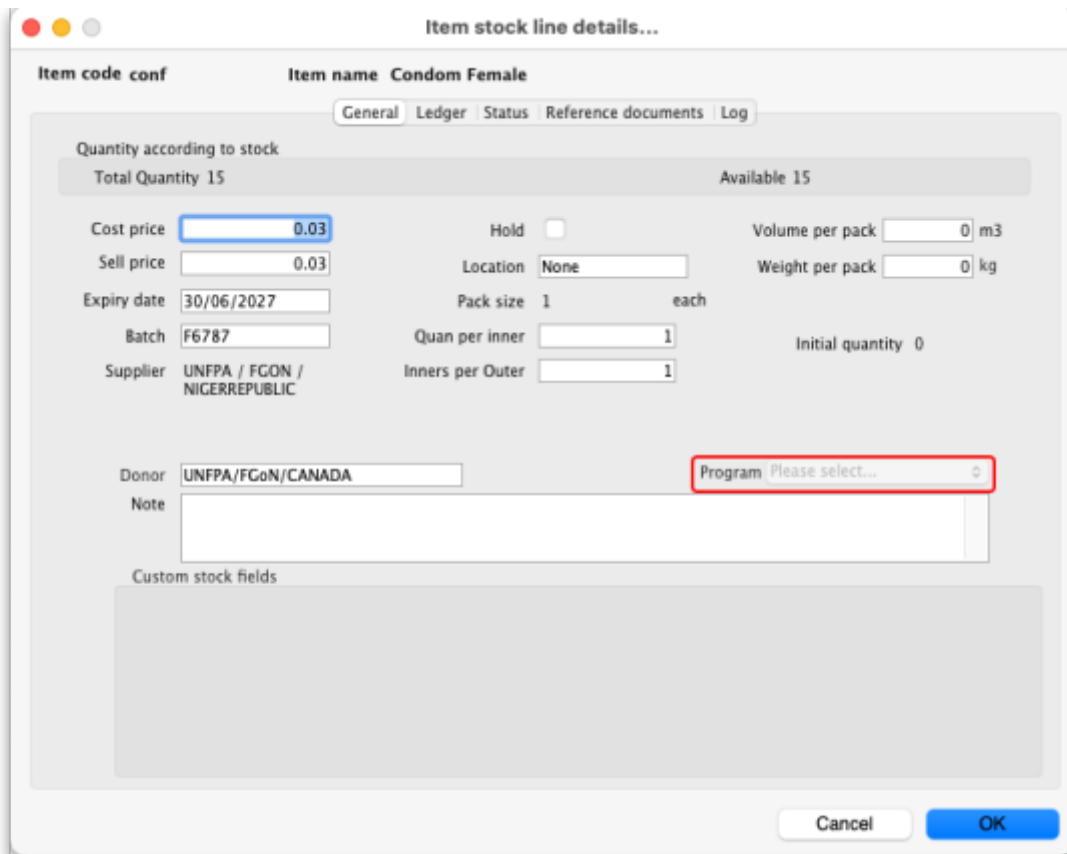 Item stock line details...
Item code conf Item name Condom Female
General Ledger Status Reference documents Log
Quantity according to stock
Total Quantity 15 Available 15
Cost price 0.03 Hold Volume per pack 0 m3
Sell price 0.03 Location None Weight per pack 0 kg
Expiry date 30/06/2027 Pack size 1 each
Batch F6787 Quan per inner 1 Initial quantity 0
Supplier UNFPA / FGON / Inners per Outer 1
NIGERREPUBLIC
Donor UNFPA/FGoN/CANADA Program Please select...
Note
Custom stock fields
Cancel OK